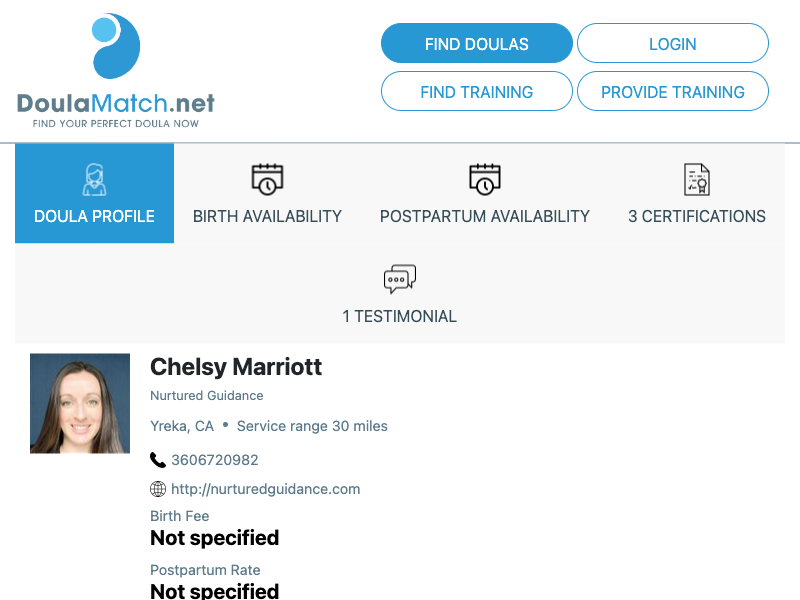 DoulaMatch.net
FIND YOUR PERFECT DOULA NOW
FIND DOULAS
LOGIN
FIND TRAINING
PROVIDE TRAINING
DOULA PROFILE
BIRTH AVAILABILITY
POSTPARTUM AVAILABILITY
3 CERTIFICATIONS
1 TESTIMONIAL
Chelsy Marriott
Nurtured Guidance
Yreka, CA • Service range 30 miles
3606720982
http://nurturedguidance.com
Birth Fee
Not specified
Postpartum Rate
Not specified